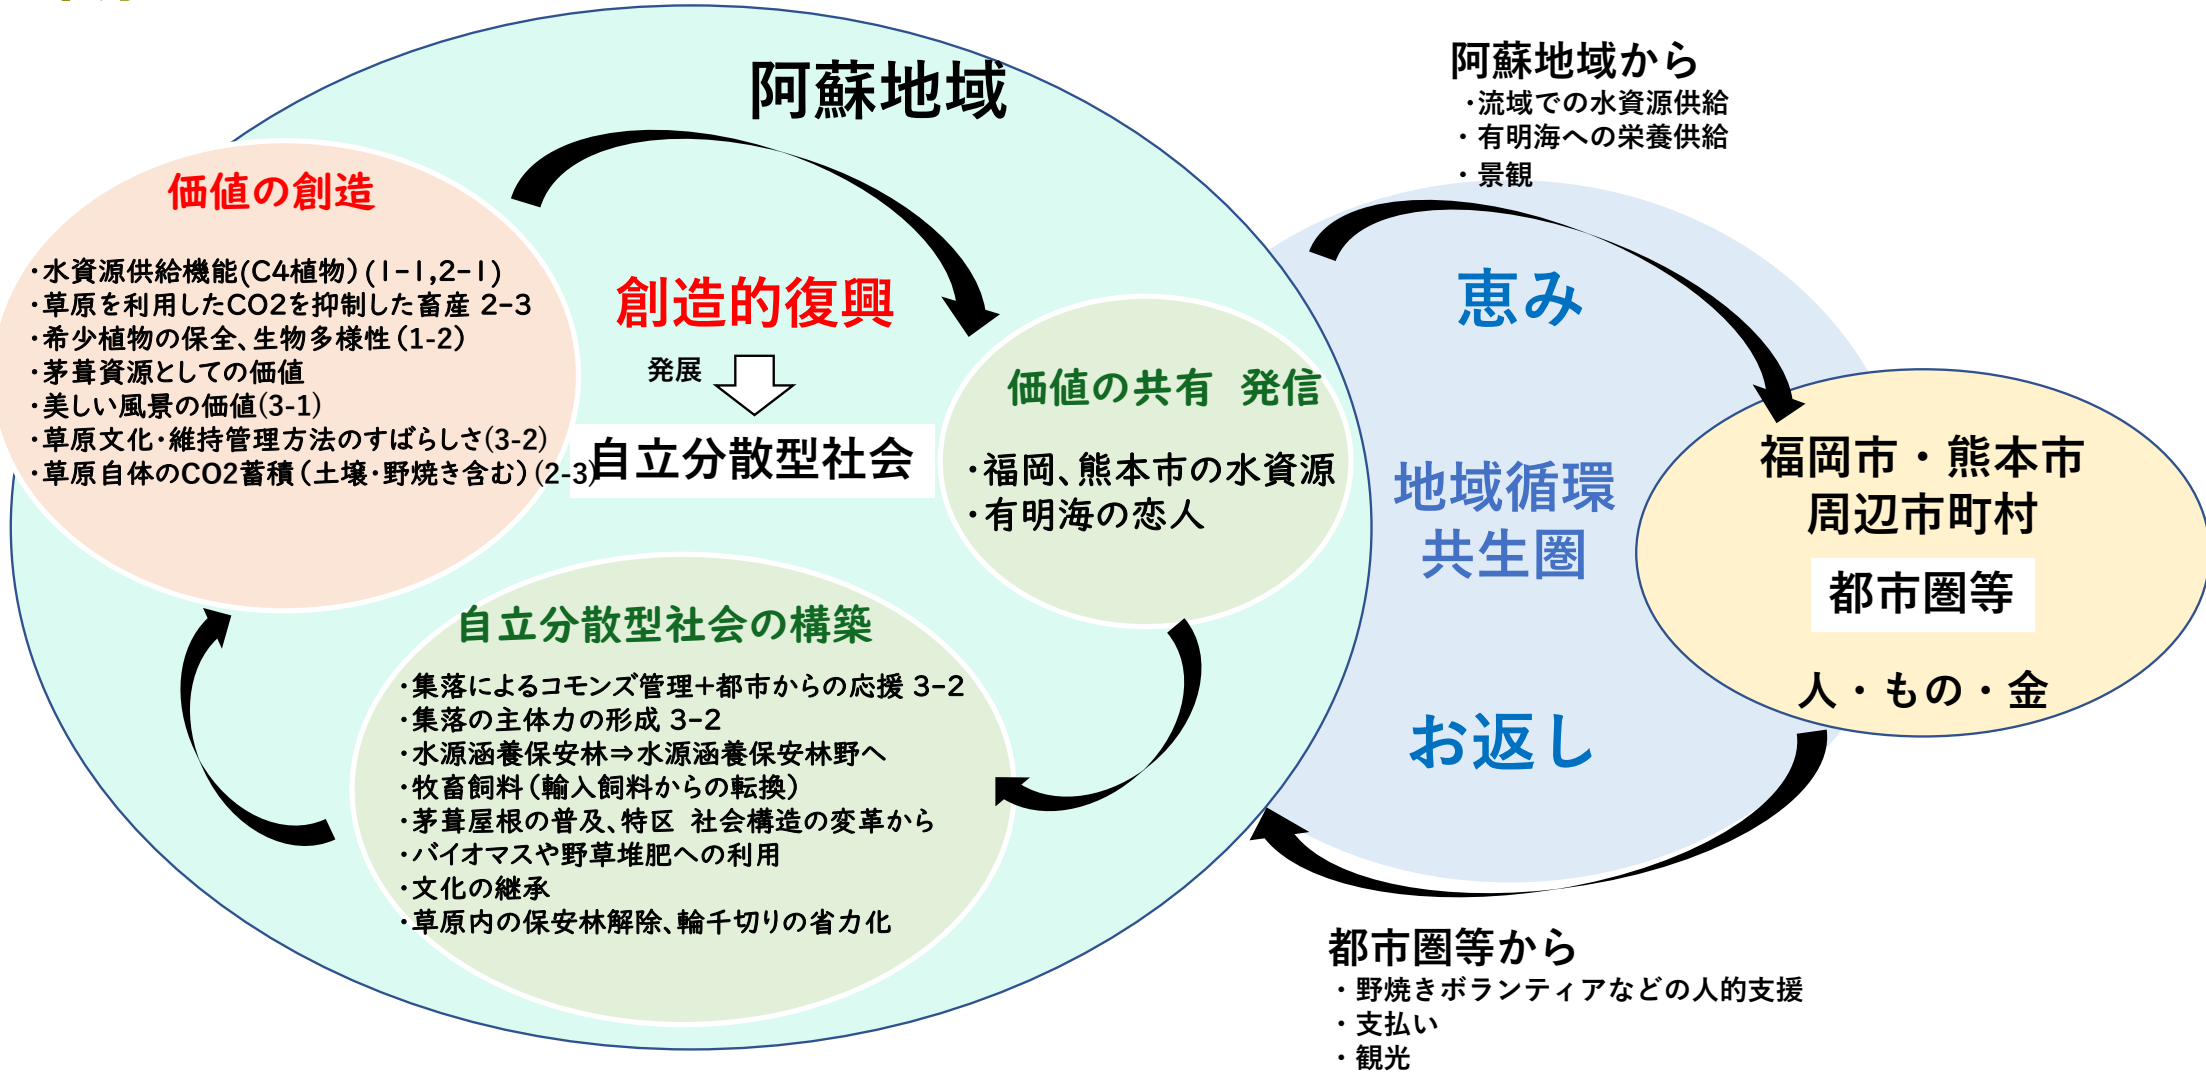 阿蘇地域
価値の創造
・水資源供給機能(C4植物)(1-1,2-1)
・草原を利用したCO2を抑制した畜産 2-3
・希少植物の保全、生物多様性(1-2)
・茅葺資源としての価値
・美しい風景の価値(3-1)
・草原文化・維持管理方法のすばらしさ(3-2)
・草原自体のCO2蓄積(土壌・野焼き含む)(2-3)
創造的復興
発展
自立分散型社会
価値の共有 発信
・福岡、熊本市の水資源
・有明海の恋人
自立分散型社会の構築
・集落によるコモンズ管理+都市からの応援 3-2
・集落の主体力の形成 3-2
・水源涵養保安林⇒水源涵養保安林野へ
・牧畜飼料(輸入飼料からの転換)
・茅葺屋根の普及、特区 社会構造の変革から
・バイオマスや野草堆肥への利用
・文化の継承
・草原内の保安林解除、輪千切りの省力化
阿蘇地域から
・流域での水資源供給
・有明海への栄養供給
・景観
恵み
地域循環
共生圏
お返し
福岡市・熊本市
周辺市町村
都市圏等
人・もの・金
都市圏等から
・野焼きボランティアなどの人的支援
・支払い
・観光